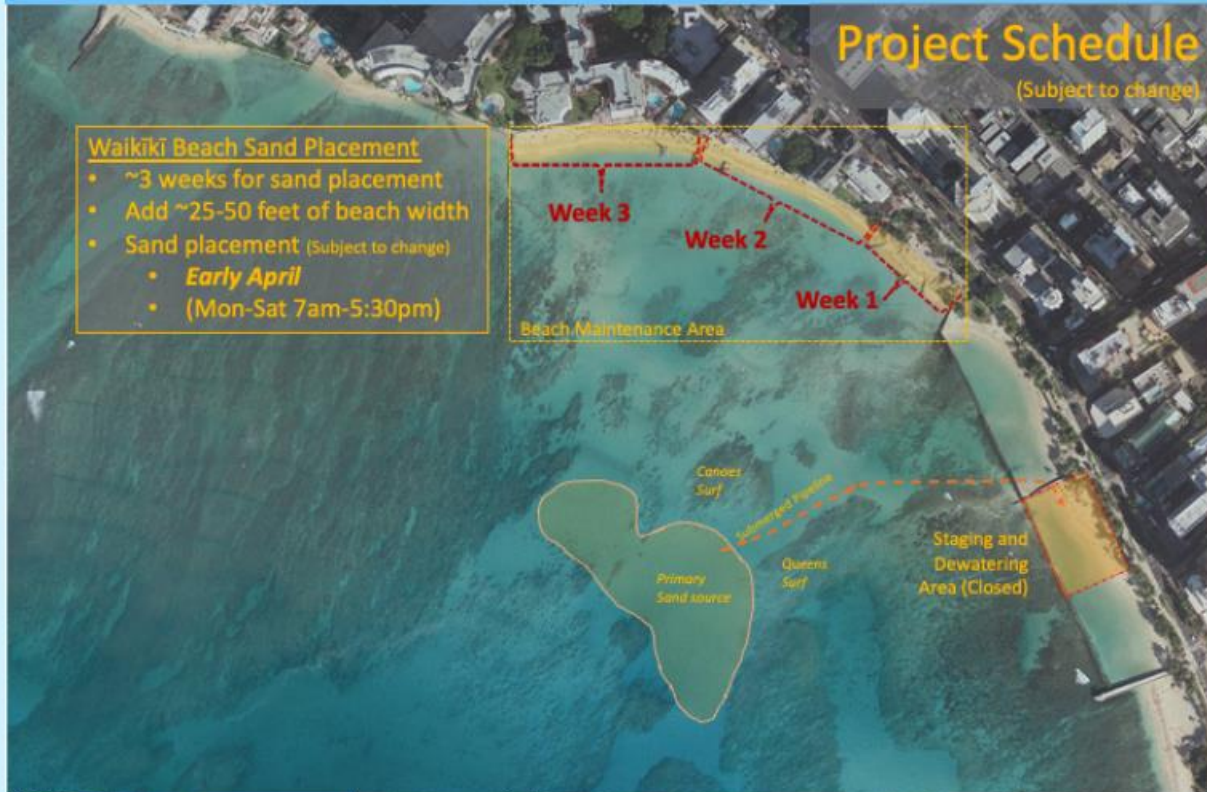 Project Schedule
(Subject to change)
Waikīkī Beach Sand Placement
• ~3 weeks for sand placement
• Add ~25-50 feet of beach width
• Sand placement (Subject to change)
• Early April
• (Mon-Sat 7am-5:30pm)
Week 3
Week 2
Week 1
Beach Maintenance Area
Canoes
Surf
Submerged Pipeline
Queens
Surf
Primary
Sand source
Staging and
Dewatering
Area (Closed)